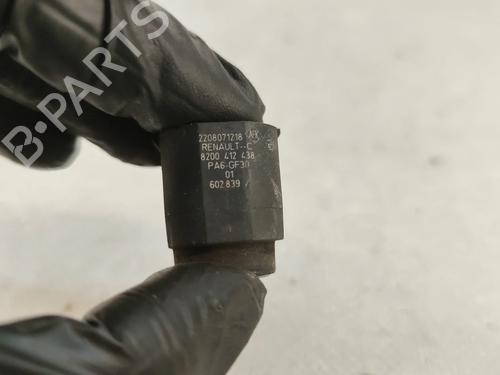 B-PARTS
2208071218
RENAULT--C
8200 412 438
PA6-GF30
01
602 839